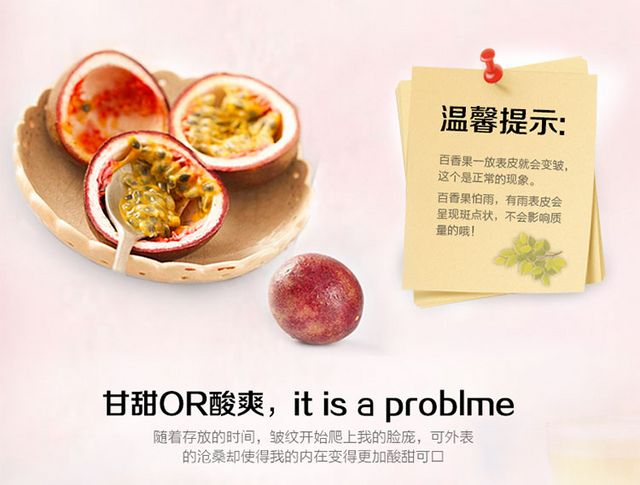 温馨提示:
百香果一放表皮就会变皱,
这个是正常的现象。
百香果怕雨，有雨表皮会
呈现斑点状，不会影响质
量的哦！
甘甜OR酸爽，it is a problme
随着存放的时间，皱纹开始爬上我的脸庞，可外表
的沧桑却使得我的内在变得更加酸甜可口